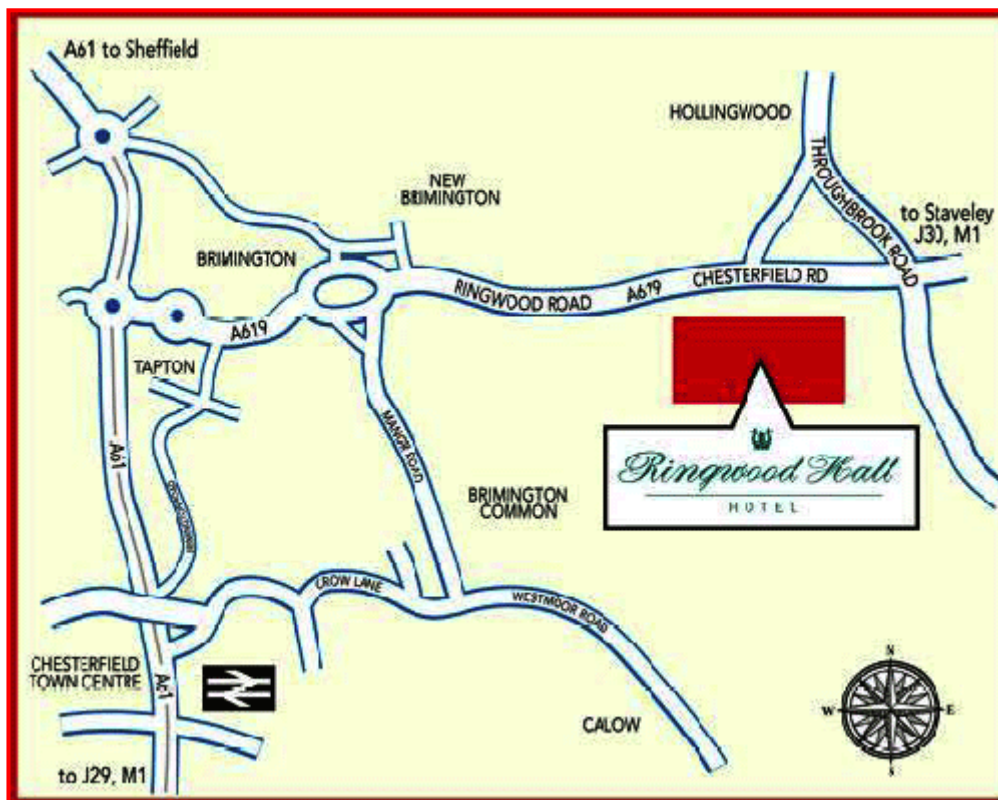 A61 to Sheffield
HOLLINGWOOD
THROUGHBROOK ROAD
NEW
BRIMINGTON
to Staveley
J30, M1
BRIMINGTON
RINGWOOD ROAD
A619
CHESTERFIELD RD
A619
TAPTON
A61
MANOR ROAD
Ringwood Hall
HOTEL
BRIMINGTON
COMMON
CROW LANE
WESTMOOR ROAD
CHESTERFIELD
TOWN CENTRE
A61
CALOW
N
W
E
S
to J29, M1